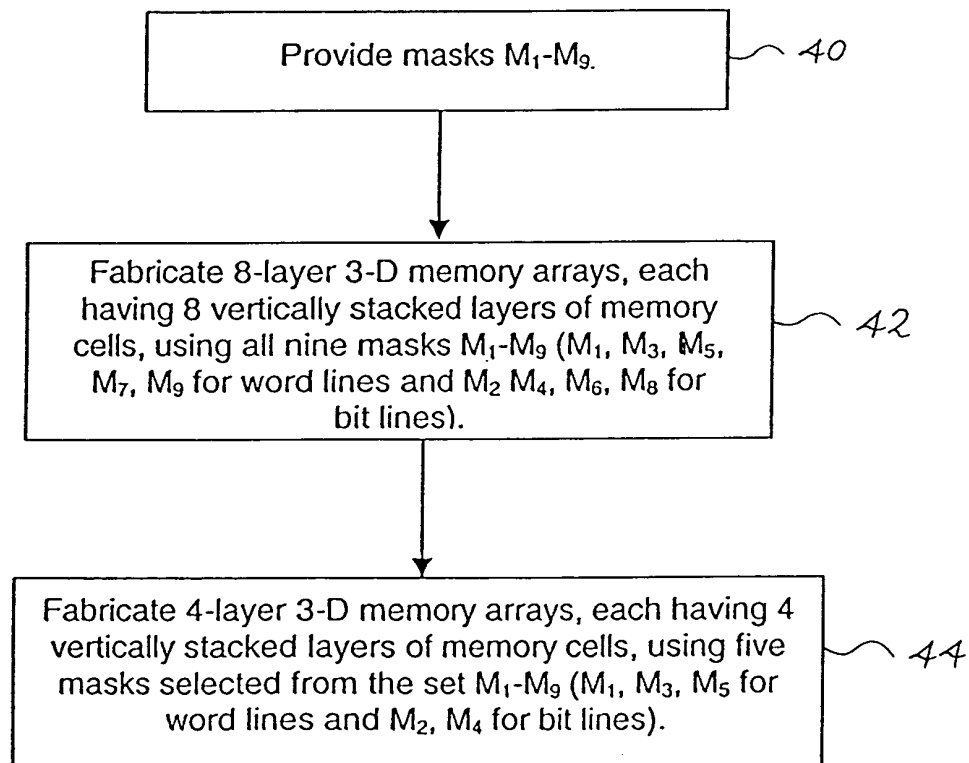 Provide masks M₁-M₉.
40
Fabricate 8-layer 3-D memory arrays, each
having 8 vertically stacked layers of memory
cells, using all nine masks M₁-M₉ (M₁, M₃, M₅,
M₇, M₉ for word lines and M₂ M₄, M₆, M₈ for
bit lines).
42
Fabricate 4-layer 3-D memory arrays, each having 4
vertically stacked layers of memory cells, using five
masks selected from the set M₁-M₉ (M₁, M₃, M₅ for
word lines and M₂, M₄ for bit lines).
44